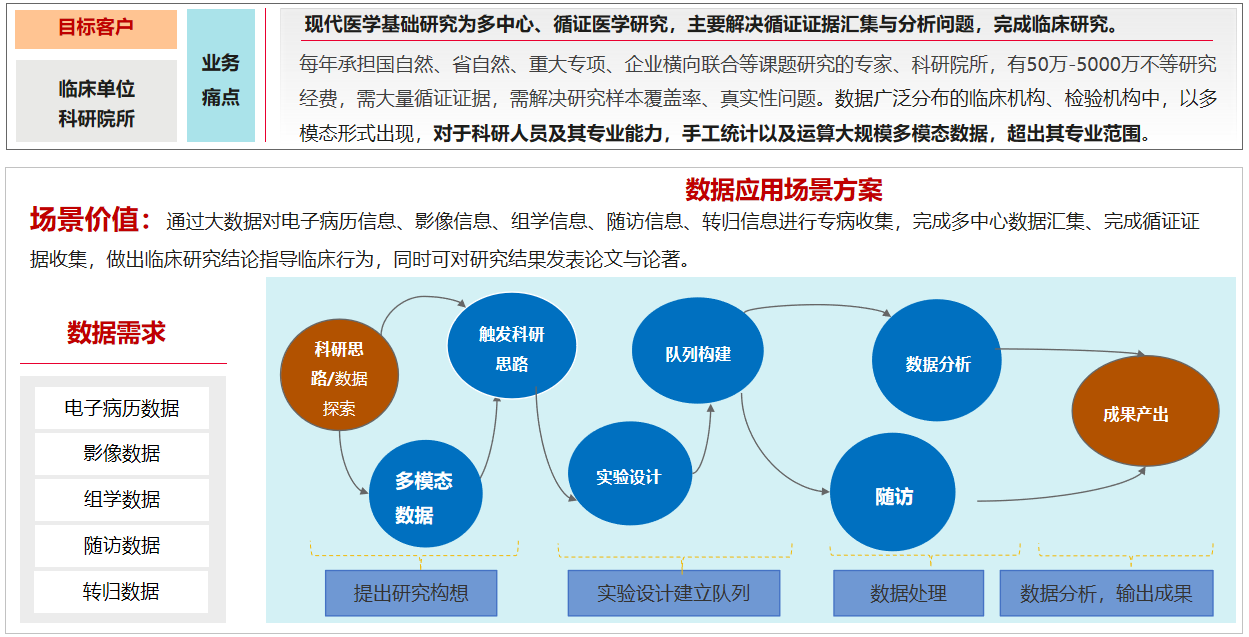 目标客户
临床单位
科研院所
业务
痛点
现代医学基础研究为多中心、循证医学研究，主要解决循证证据汇集与分析问题，完成临床研究。
每年承担国自然、省自然、重大专项、企业横向联合等课题研究的专家、科研院所，有50万-5000万不等研究
经费，需大量循证证据，需解决研究样本覆盖率、真实性问题。数据广泛分布的临床机构、检验机构中，以多
模态形式出现，对于科研人员及其专业能力，手工统计以及运算大规模多模态数据，超出其专业范围。
数据应用场景方案
场景价值：通过大数据对电子病历信息、影像信息、组学信息、随访信息、转归信息进行专病收集，完成多中心数据汇集、完成循证证
据收集，做出临床研究结论指导临床行为，同时可对研究结果发表论文与论著。
数据需求
电子病历数据
影像数据
组学数据
随访数据
转归数据
科研思
路/数据
探索
多模态
数据
触发科研
思路
实验设计
队列构建
数据分析
随访
成果产出
提出研究构想
实验设计建立队列
数据处理
数据分析，输出成果